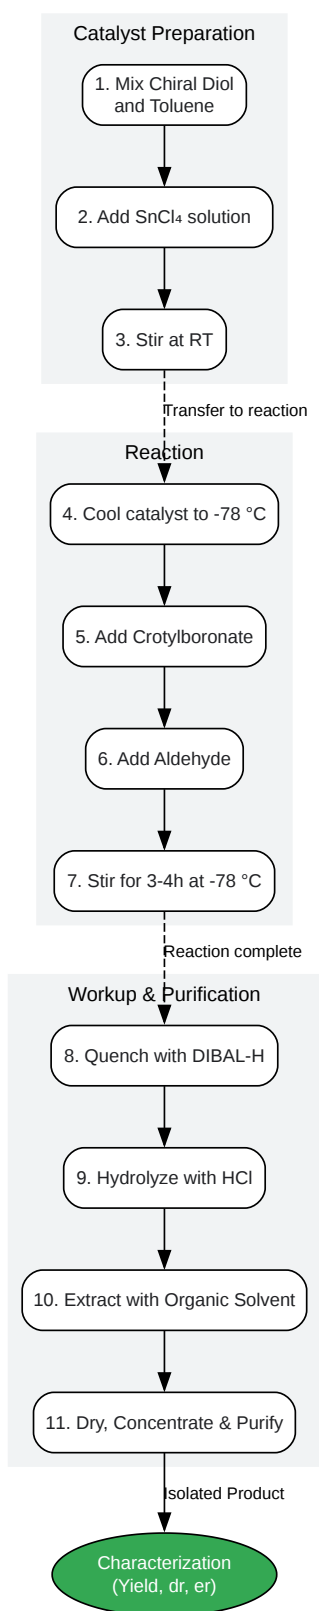 Catalyst Preparation
1. Mix Chiral Diol
and Toluene
2. Add SnCl₄ solution
3. Stir at RT
Transfer to reaction
Reaction
4. Cool catalyst to -78 °C
5. Add Crotylboronate
6. Add Aldehyde
7. Stir for 3-4h at -78 °C
Reaction complete
Workup & Purification
8. Quench with DIBAL-H
9. Hydrolyze with HCl
10. Extract with Organic Solvent
11. Dry, Concentrate & Purify
Isolated Product
Characterization
(Yield, dr, er)